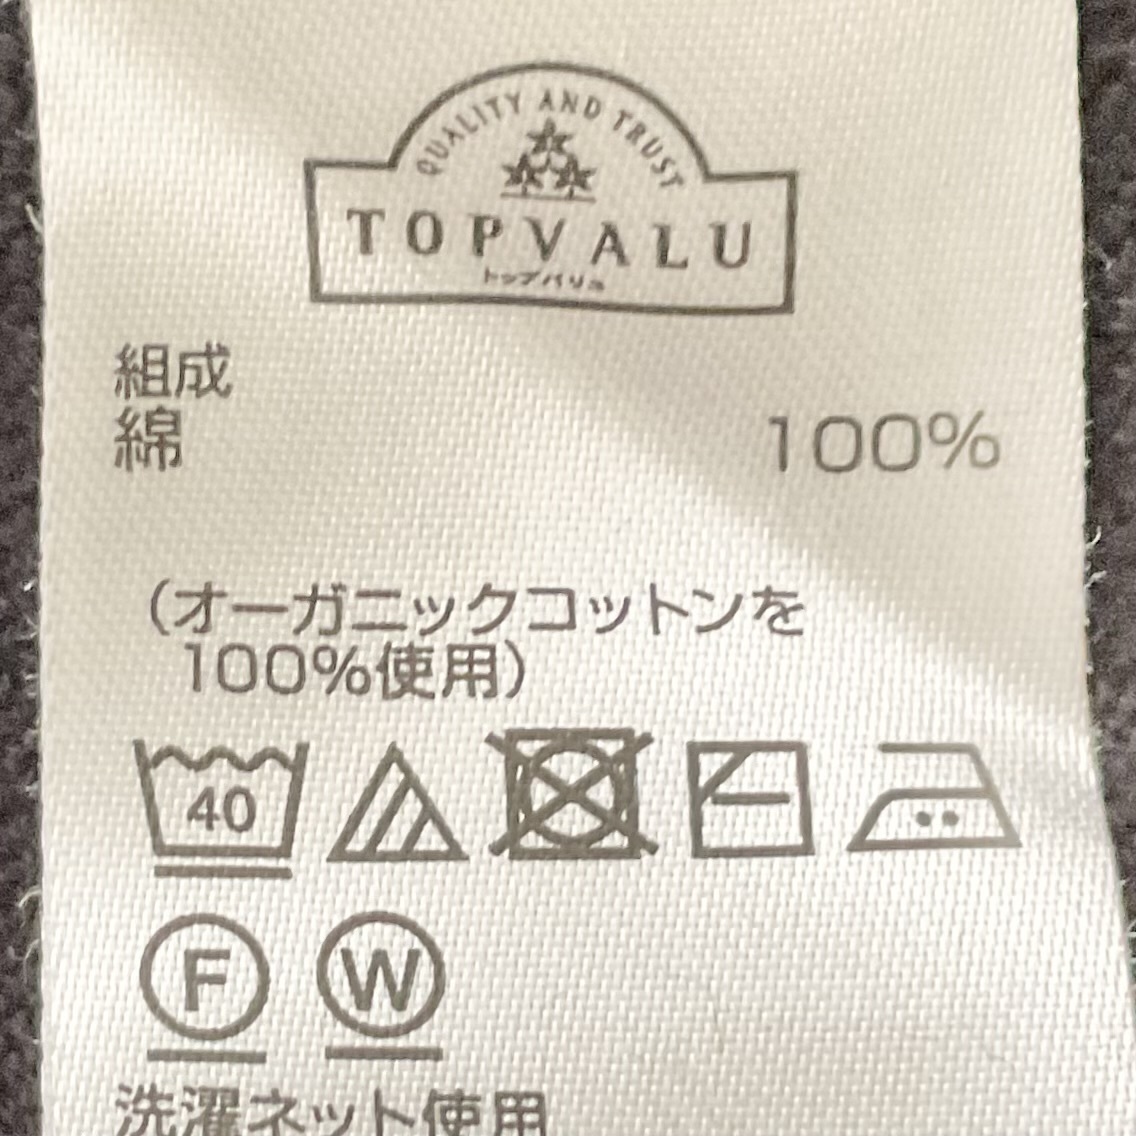 QUALITY AND TRUST
TOPVALU
トップバリュ
組成
綿 100%
(オーガニックコットンを
100%使用)
40
F W
洗濯ネット使用